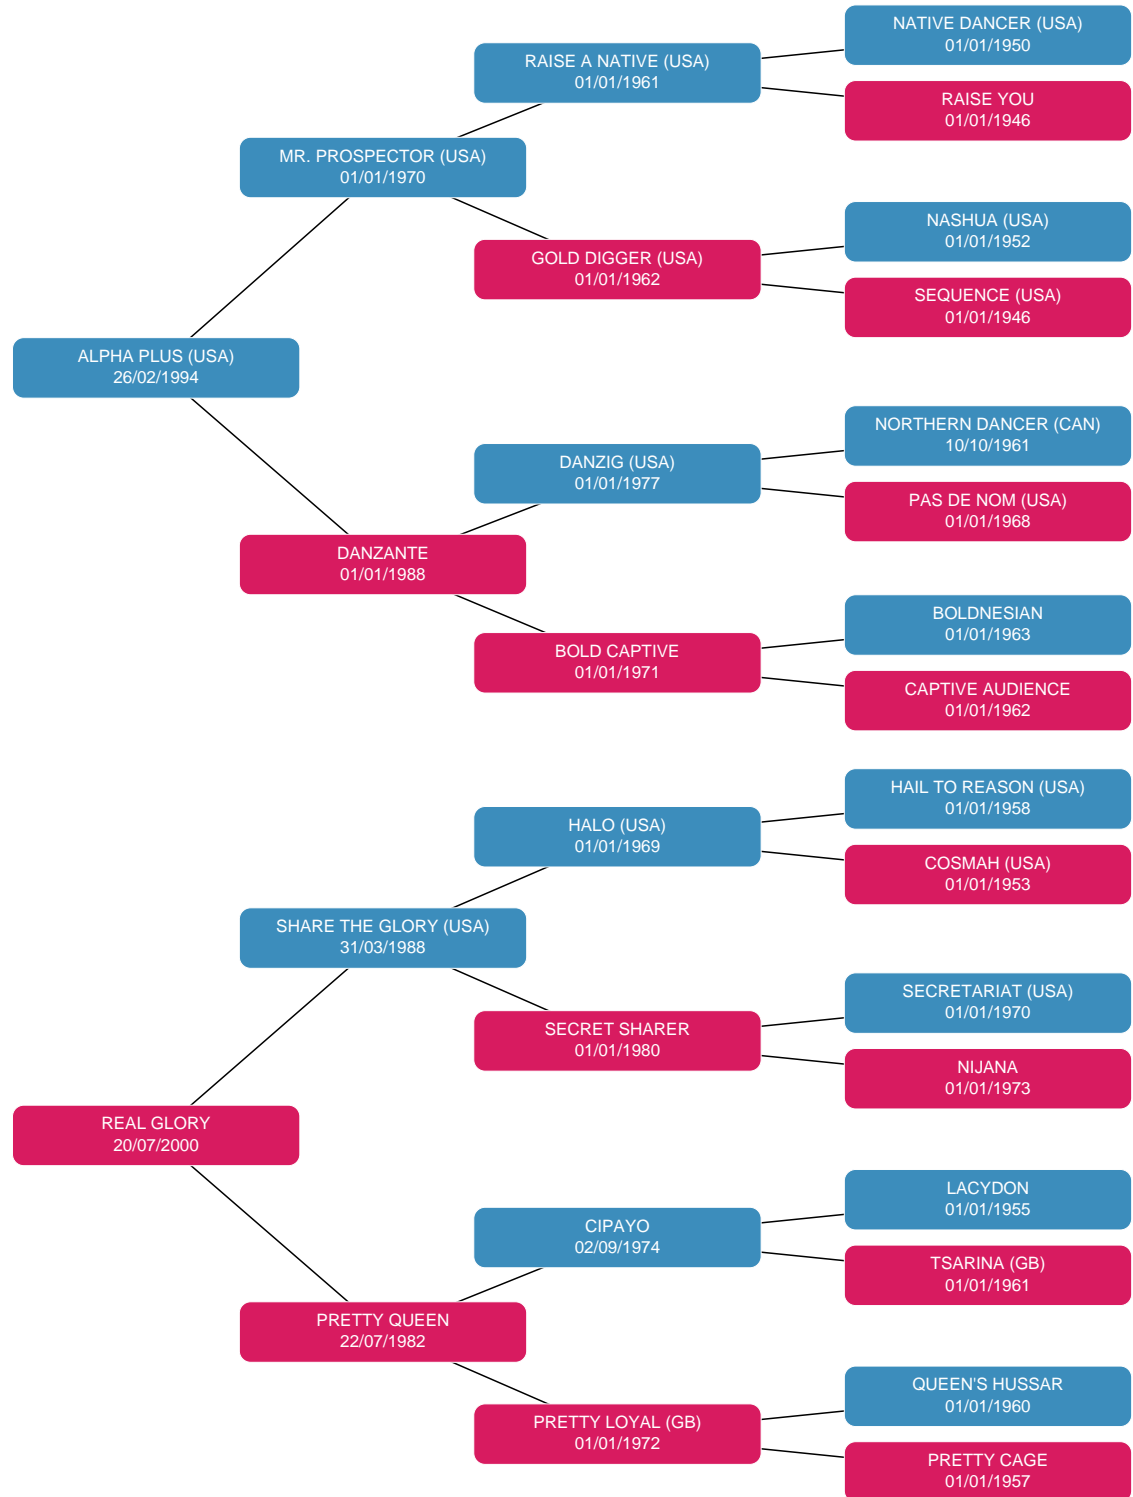 NATIVE DANCER (USA)
01/01/1950
RAISE A NATIVE (USA)
01/01/1961
RAISE YOU
01/01/1946
MR. PROSPECTOR (USA)
01/01/1970
NASHUA (USA)
01/01/1952
GOLD DIGGER (USA)
01/01/1962
SEQUENCE (USA)
01/01/1946
ALPHA PLUS (USA)
26/02/1994
NORTHERN DANCER (CAN)
10/10/1961
DANZIG (USA)
01/01/1977
PAS DE NOM (USA)
01/01/1968
DANZANTE
01/01/1988
BOLDNESIAN
01/01/1963
BOLD CAPTIVE
01/01/1971
CAPTIVE AUDIENCE
01/01/1962
HAIL TO REASON (USA)
01/01/1958
HALO (USA)
01/01/1969
COSMAH (USA)
01/01/1953
SHARE THE GLORY (USA)
31/03/1988
SECRETARIAT (USA)
01/01/1970
SECRET SHARER
01/01/1980
NIJANA
01/01/1973
REAL GLORY
20/07/2000
LACYDON
01/01/1955
CIPAYO
02/09/1974
TSARINA (GB)
01/01/1961
PRETTY QUEEN
22/07/1982
QUEEN'S HUSSAR
01/01/1960
PRETTY LOYAL (GB)
01/01/1972
PRETTY CAGE
01/01/1957